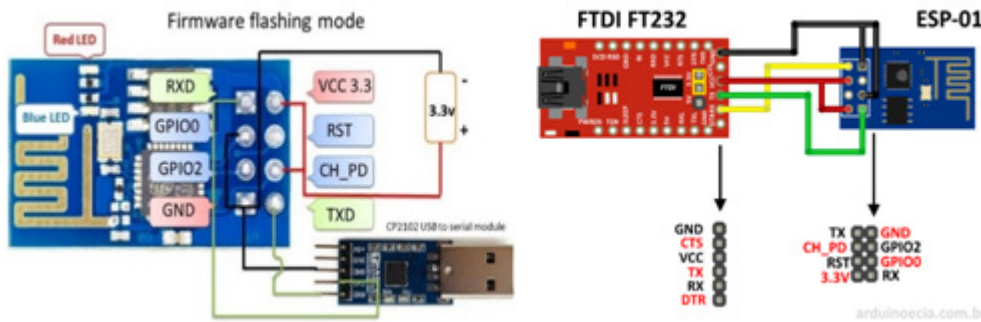 Firmware flashing mode
Red LED
RXD
VCC 3.3
-
3.3v
+
Blue LED
GPIO0
RST
GPIO2
CH_PD
GND
TXD
CP2102 USB to serial module
FTDI FT232
ESP-01
FTDI
GND
CTS
VCC
TX
RX
DTR
TX GND
CH_PD GPIO2
RST GPIO0
3.3V RX
arduinoecia.com.b